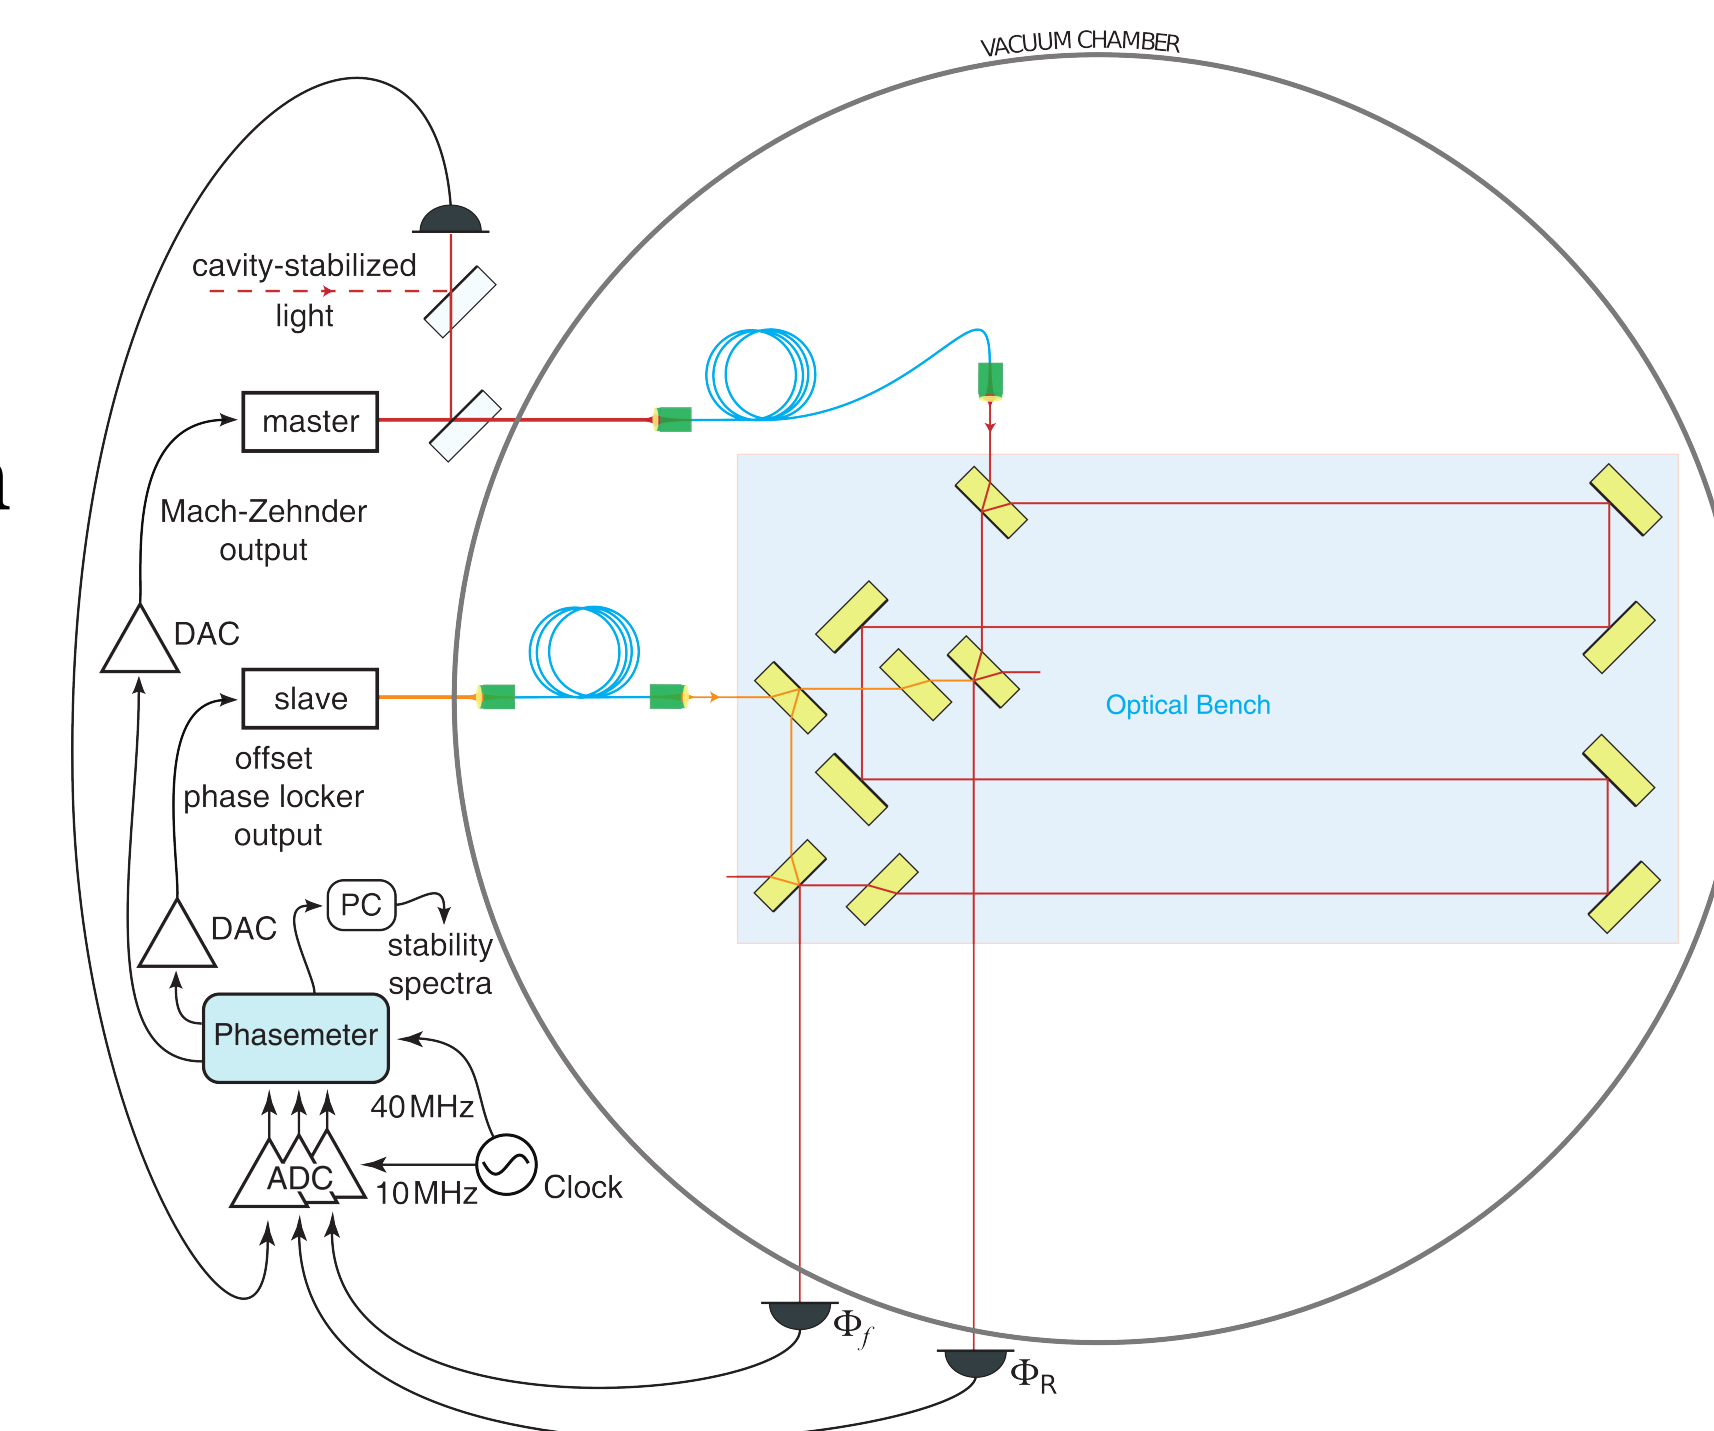 VACUUM CHAMBER
cavity-stabilized
light
master
Mach-Zehnder
output
DAC
slave
offset
phase locker
output
Optical Bench
PC
DAC
stability
spectra
Phasemeter
40 MHz
ADC
10 MHz
Clock
Φf
ΦR